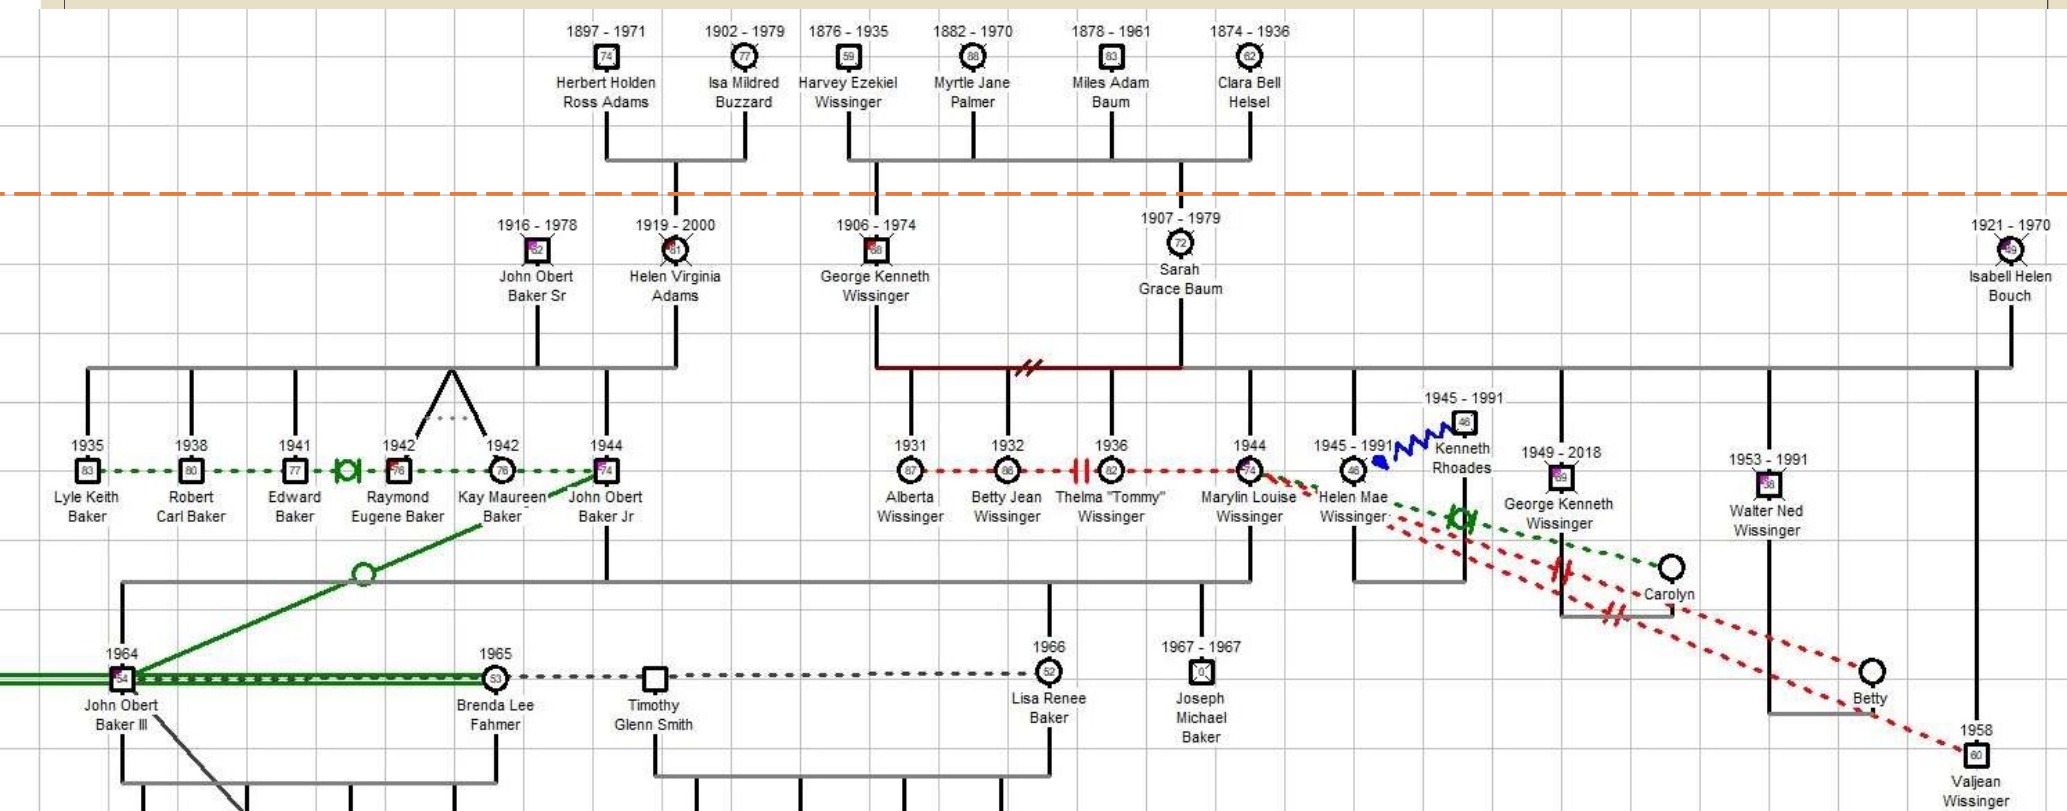 1897 - 1971
1902 - 1979
1876 - 1935
1882 - 1970
1878 - 1961
1874 - 1936
74
77
59
88
83
62
Herbert Holden
Ross Adams
Isa Mildred
Buzzard
Harvey Ezekiel
Wissinger
Myrtle Jane
Palmer
Miles Adam
Baum
Clara Bell
Helsel
1916 - 1978
62
John Obert
Baker Sr
1919 - 2000
81
Helen Virginia
Adams
1906 - 1974
68
George Kenneth
Wissinger
1907 - 1979
72
Sarah
Grace Baum
1921 - 1970
49
Isabell Helen
Bouch
1935
83
Lyle Keith
Baker
1938
80
Robert
Carl Baker
1941
77
Edward
Baker
1942
76
Raymond
Eugene Baker
1942
76
Kay Maureen
Baker
1944
74
John Obert
Baker Jr
1931
87
Alberta
Wissinger
1932
86
Betty Jean
Wissinger
1936
82
Thelma "Tommy"
Wissinger
1944
74
Marylin Louise
Wissinger
1945 - 1991
46
Helen Mae
Wissinger
1945 - 1991
46
Kenneth
Rhoades
1949 - 2018
69
George Kenneth
Wissinger
1953 - 1991
38
Walter Ned
Wissinger
Carolyn
Betty
1958
60
Valjean
Wissinger
1964
54
John Obert
Baker III
1965
53
Brenda Lee
Fahmer
Timothy
Glenn Smith
1966
52
Lisa Renee
Baker
1967 - 1967
0
Joseph
Michael
Baker